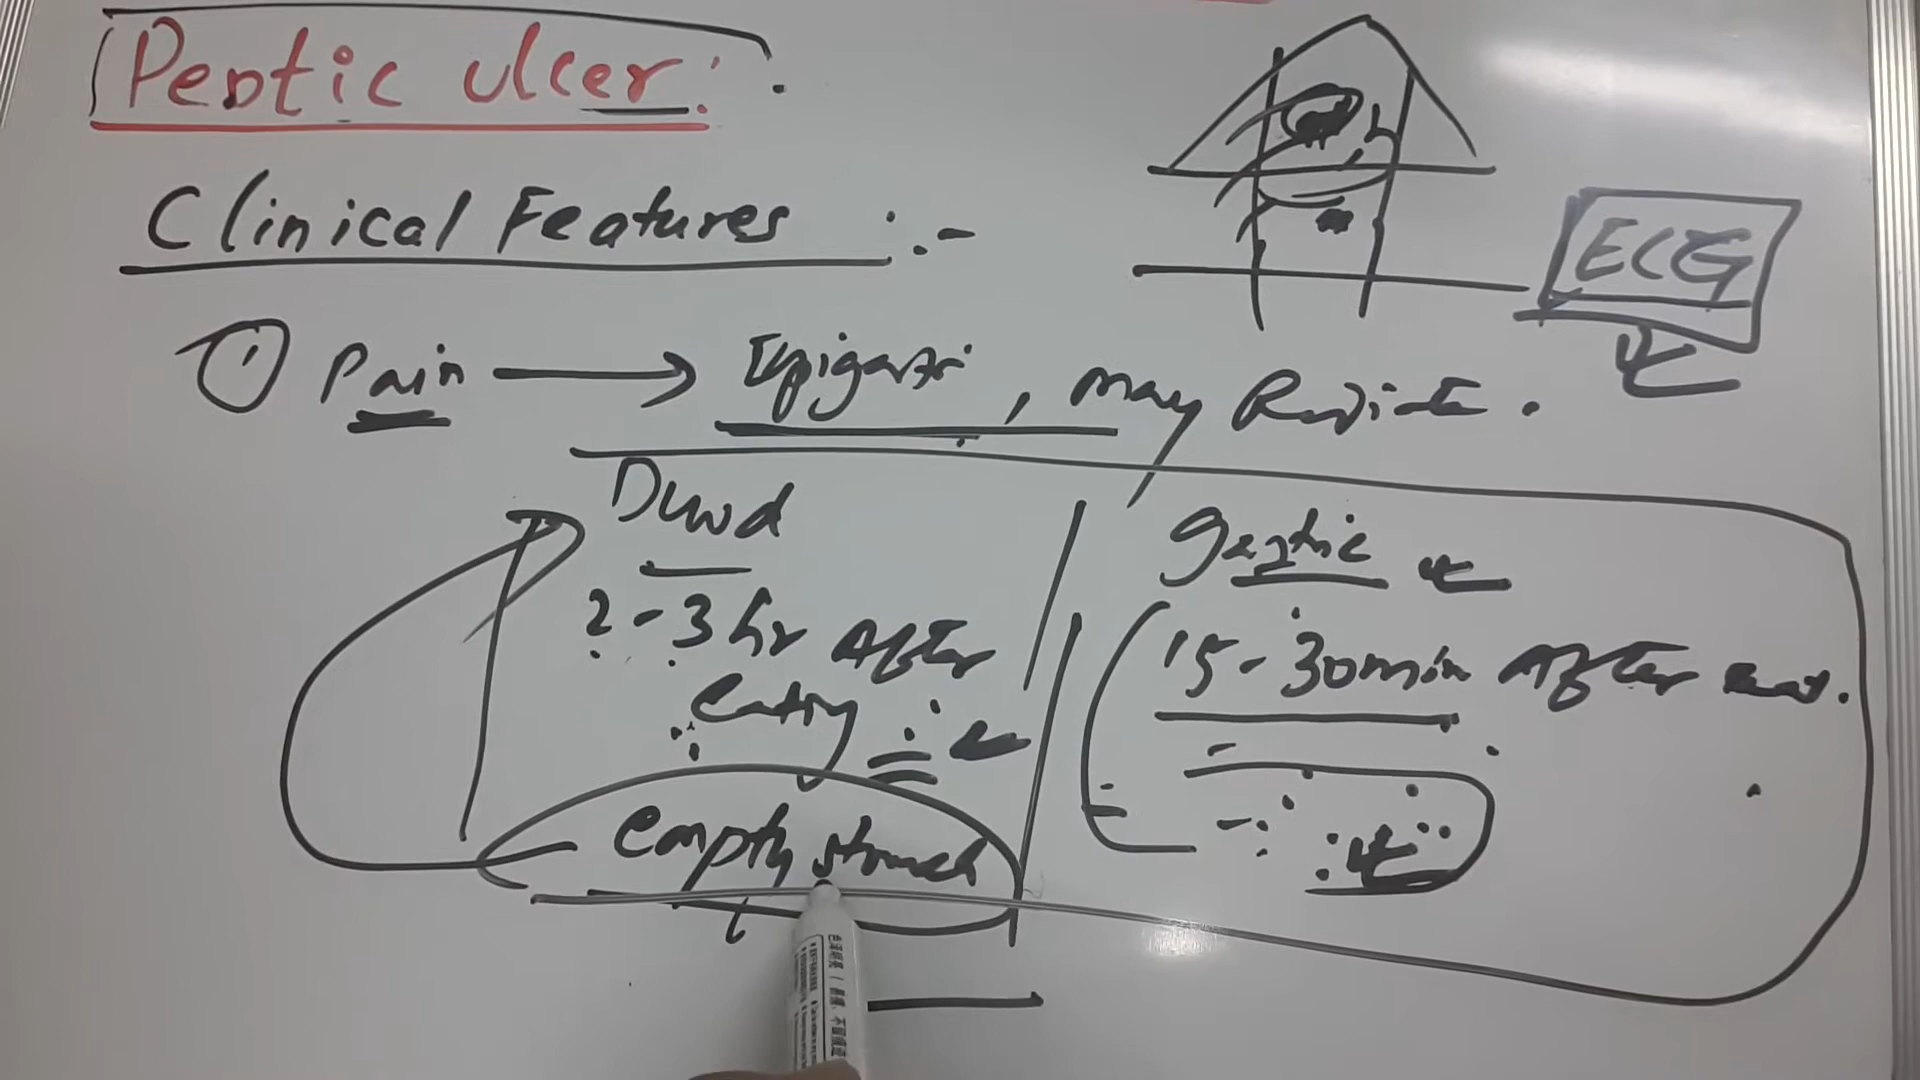 Peptic ulcer:
Clinical Features :-
ECG
① Pain → Epigastri , may Radiate .
Duod
2-3 hr After
eating
empty stomach
gastric
15-30 min After eat.